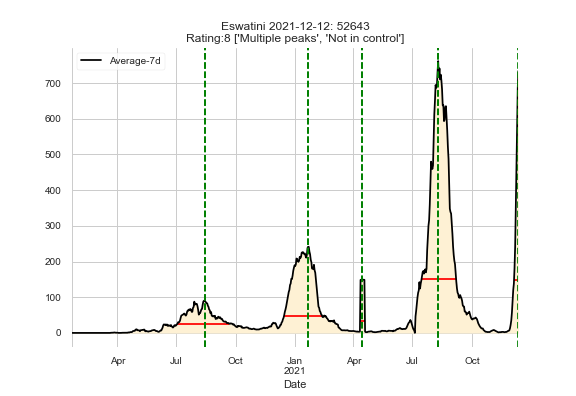 Eswatini 2021-12-12: 52643
Rating:8 ['Multiple peaks', 'Not in control']
Average-7d
700
600
500
400
300
200
100
0
Apr Jul Oct Jan Apr Jul Oct
2021
Date